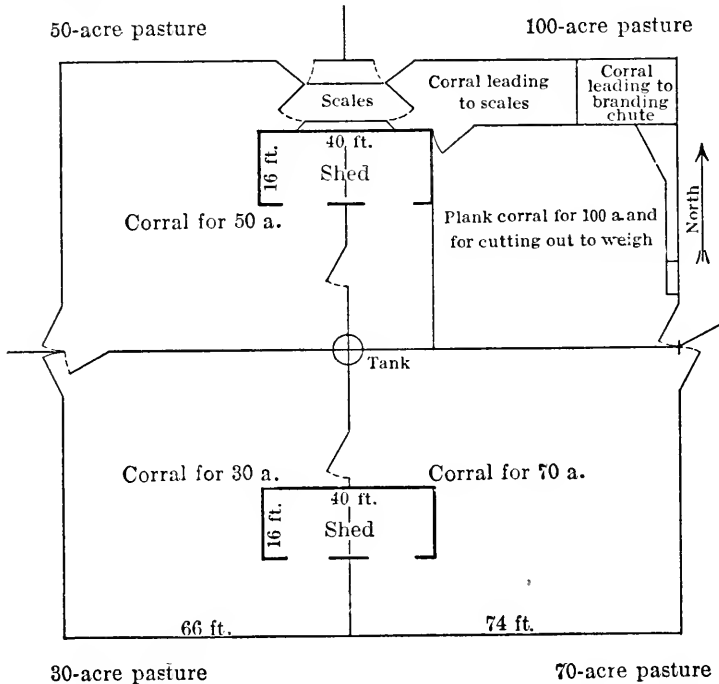 50-acre pasture
100-acre pasture
Scales
Corral leading
to scales
Corral
leading to
branding
chute
40 ft.
16 ft.
Shed
Corral for 50 a.
Plank corral for 100 a. and
for cutting out to weigh
North
Tank
Corral for 30 a.
Corral for 70 a.
40 ft.
16 ft.
Shed
66 ft.
74 ft.
30-acre pasture
70-acre pasture